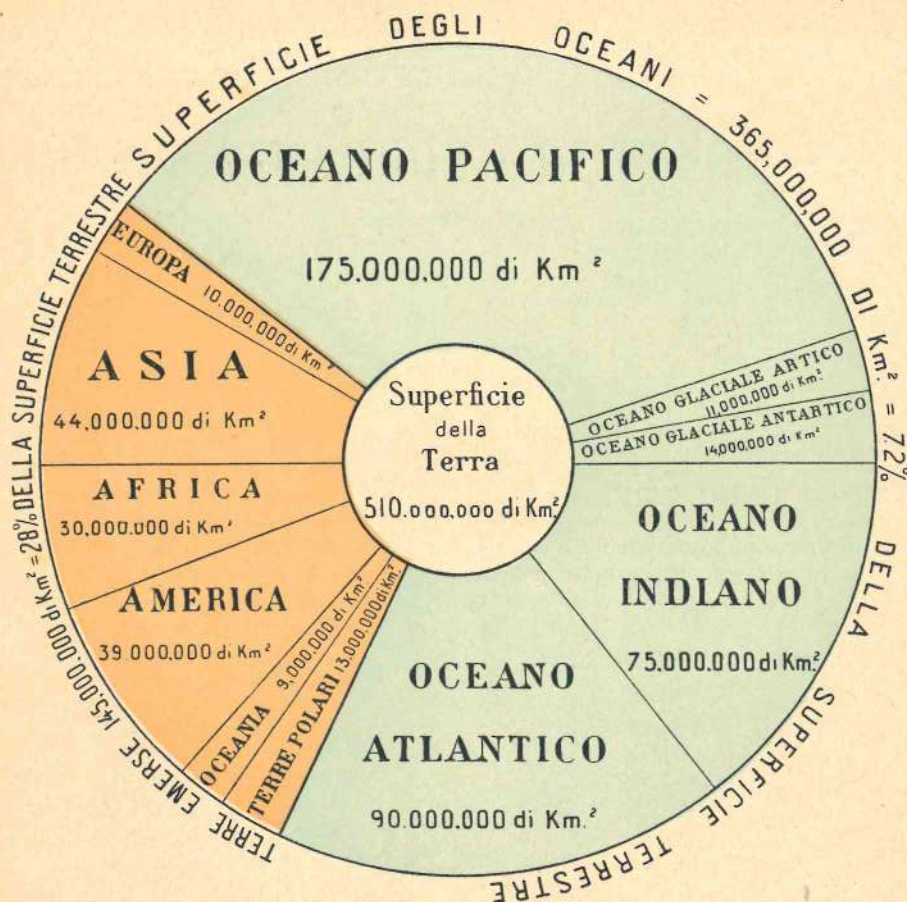 SUPERFICIE DEGLI OCEANI = 365,000,000 DI Km². = 72% DELLA SUPERFICIE TERRESTRE
TERRE EMERSE 145.000.000 di Km² = 28% DELLA SUPERFICIE TERRESTRE
OCEANO PACIFICO
175.000.000 di Km²
EUROPA
10.000,000 di Km²
ASIA
44,000.000 di Km²
AFRICA
30,000.000 di Km²
AMERICA
39.000,000 di Km²
OCEANIA
9.000.000 di Km².
TERRE POLARI
13.000.000 di Km².
Superficie
della
Terra
510.000,000 di Km².
OCEANO GLACIALE ARTICO
11,000,000 di Km².
OCEANO GLACIALE ANTARTICO
14,000.000 di Km².
OCEANO
INDIANO
75,000.000 di Km².
OCEANO
ATLANTICO
90.000.000 di Km.²